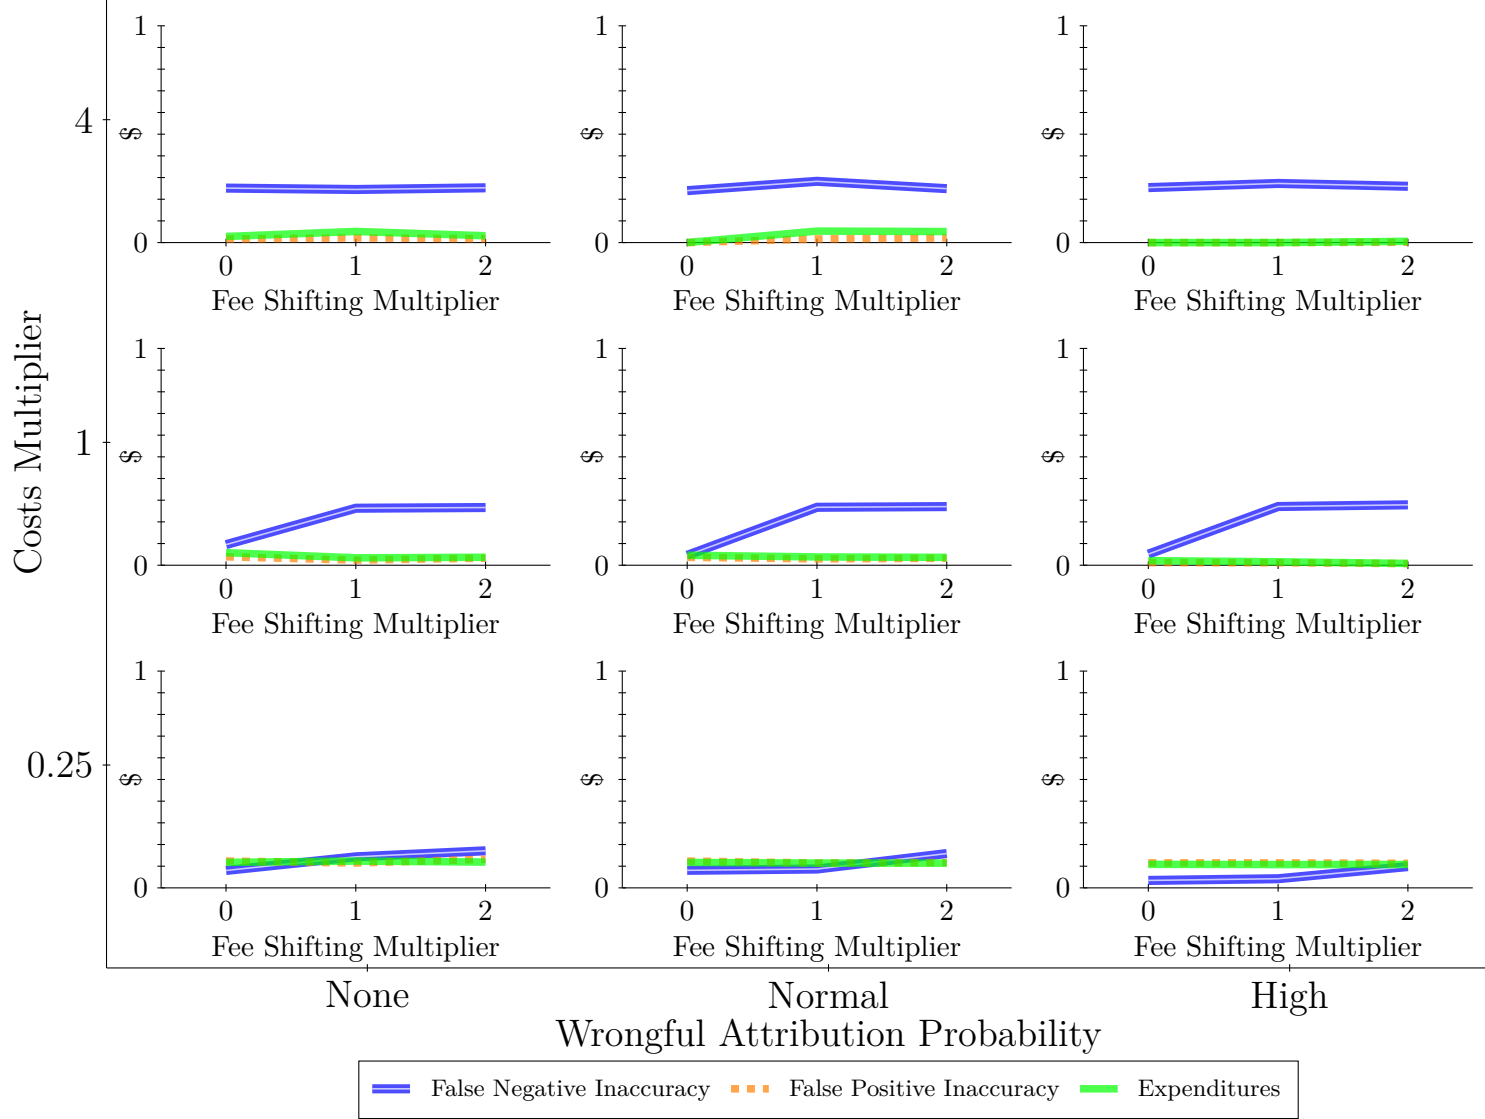 Costs Multiplier
4
1
0.25
1
$
0
0 1 2
Fee Shifting Multiplier
1
$
0
0 1 2
Fee Shifting Multiplier
1
$
0
0 1 2
Fee Shifting Multiplier
1
$
0
0 1 2
Fee Shifting Multiplier
1
$
0
0 1 2
Fee Shifting Multiplier
1
$
0
0 1 2
Fee Shifting Multiplier
1
$
0
0 1 2
Fee Shifting Multiplier
1
$
0
0 1 2
Fee Shifting Multiplier
1
$
0
0 1 2
Fee Shifting Multiplier
None Normal High
Wrongful Attribution Probability
False Negative Inaccuracy False Positive Inaccuracy Expenditures